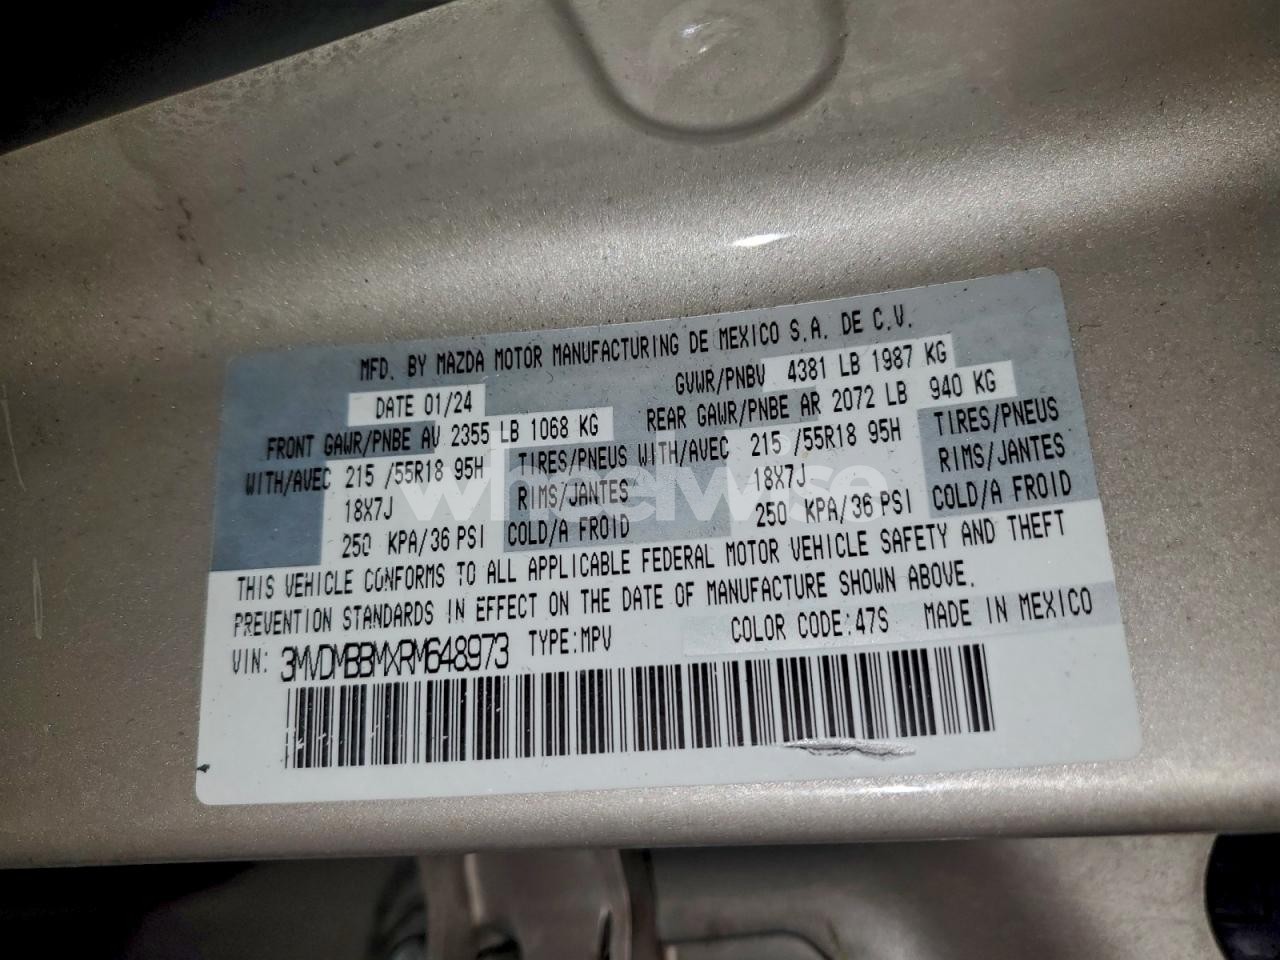 MFD. BY MAZDA MOTOR MANUFACTURING DE MEXICO S.A. DE C.V.
DATE 01/24 GVWR/PNBV 4381 LB 1987 KG
FRONT GAWR/PNBE AV 2355 LB 1068 KG REAR GAWR/PNBE AR 2072 LB 940 KG
WITH/AVEC 215 /55R18 95H TIRES/PNEUS WITH/AVEC 215 /55R18 95H TIRES/PNEUS
18X7J RIMS/JANTES 18X7J RIMS/JANTES
250 KPA/36 PSI COLD/A FROID 250 KPA/36 PSI COLD/A FROID
THIS VEHICLE CONFORMS TO ALL APPLICABLE FEDERAL MOTOR VEHICLE SAFETY AND THEFT
PREVENTION STANDARDS IN EFFECT ON THE DATE OF MANUFACTURE SHOWN ABOVE.
VIN: 3MVDMBBMXRM648973 TYPE:MPV COLOR CODE:47S MADE IN MEXICO
wheelwise